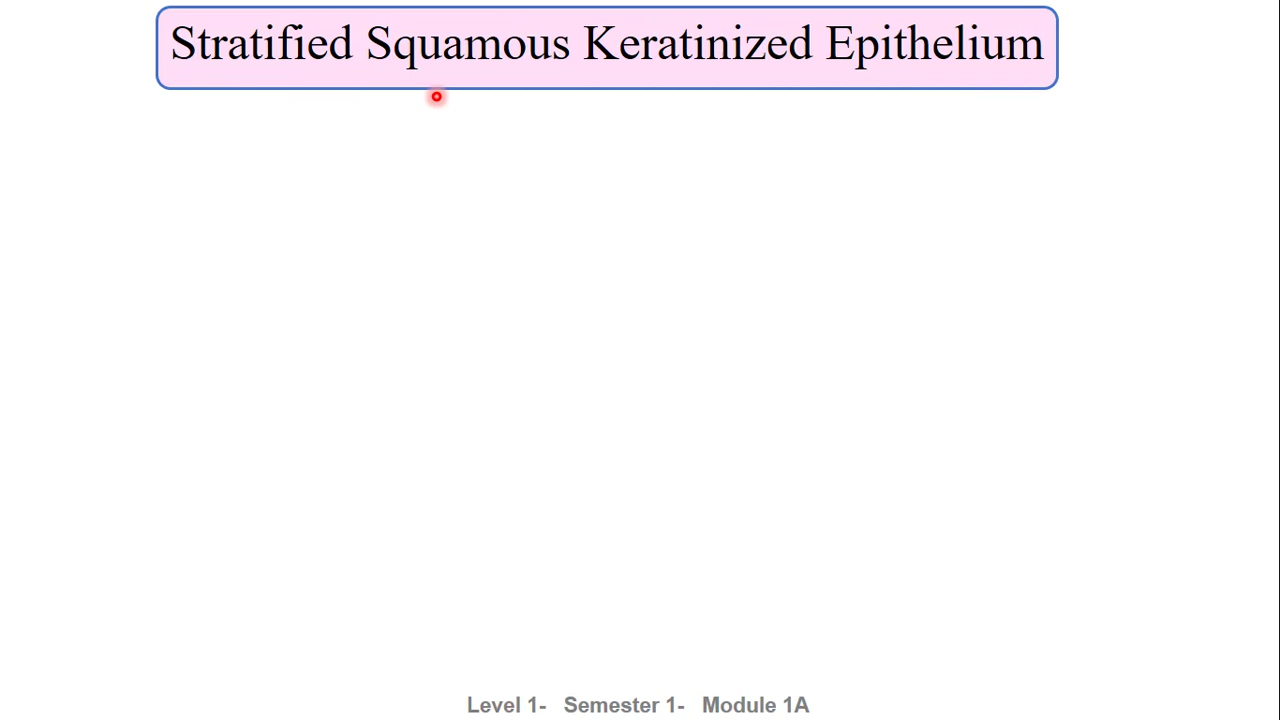 Stratified Squamous Keratinized Epithelium
Level 1- Semester 1- Module 1A